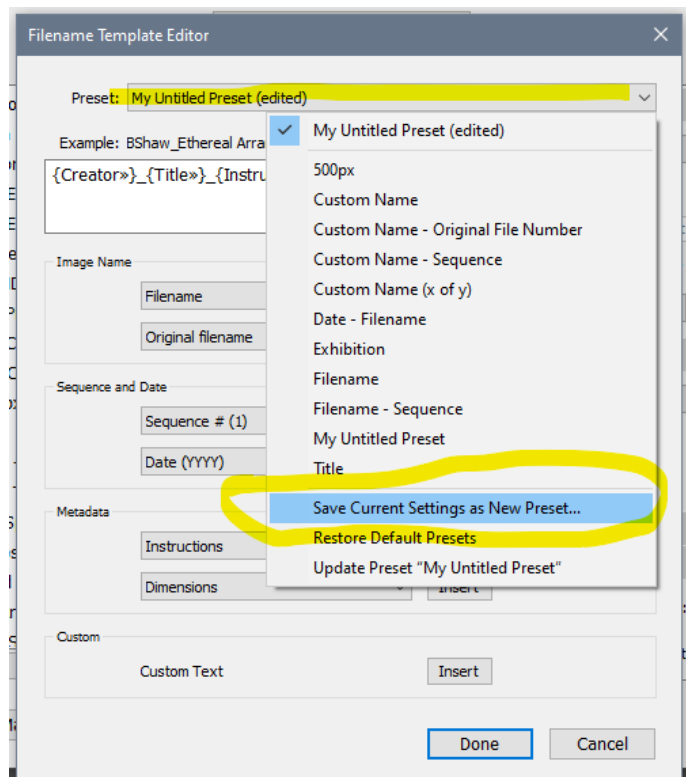 Filename Template Editor
Preset: My Untitled Preset (edited)
Example: BShaw_Ethereal Arra
{Creator»}_{Title»}_{Instru
My Untitled Preset (edited)
500px
Custom Name
Custom Name - Original File Number
Custom Name - Sequence
Custom Name (x of y)
Date - Filename
Exhibition
Filename
Filename - Sequence
My Untitled Preset
Title
Save Current Settings as New Preset...
Restore Default Presets
Update Preset “My Untitled Preset”
Image Name
Filename
Original filename
Sequence and Date
Sequence # (1)
Date (YYYY)
Metadata
Instructions
Dimensions
Insert
Custom
Custom Text
Insert
Done
Cancel